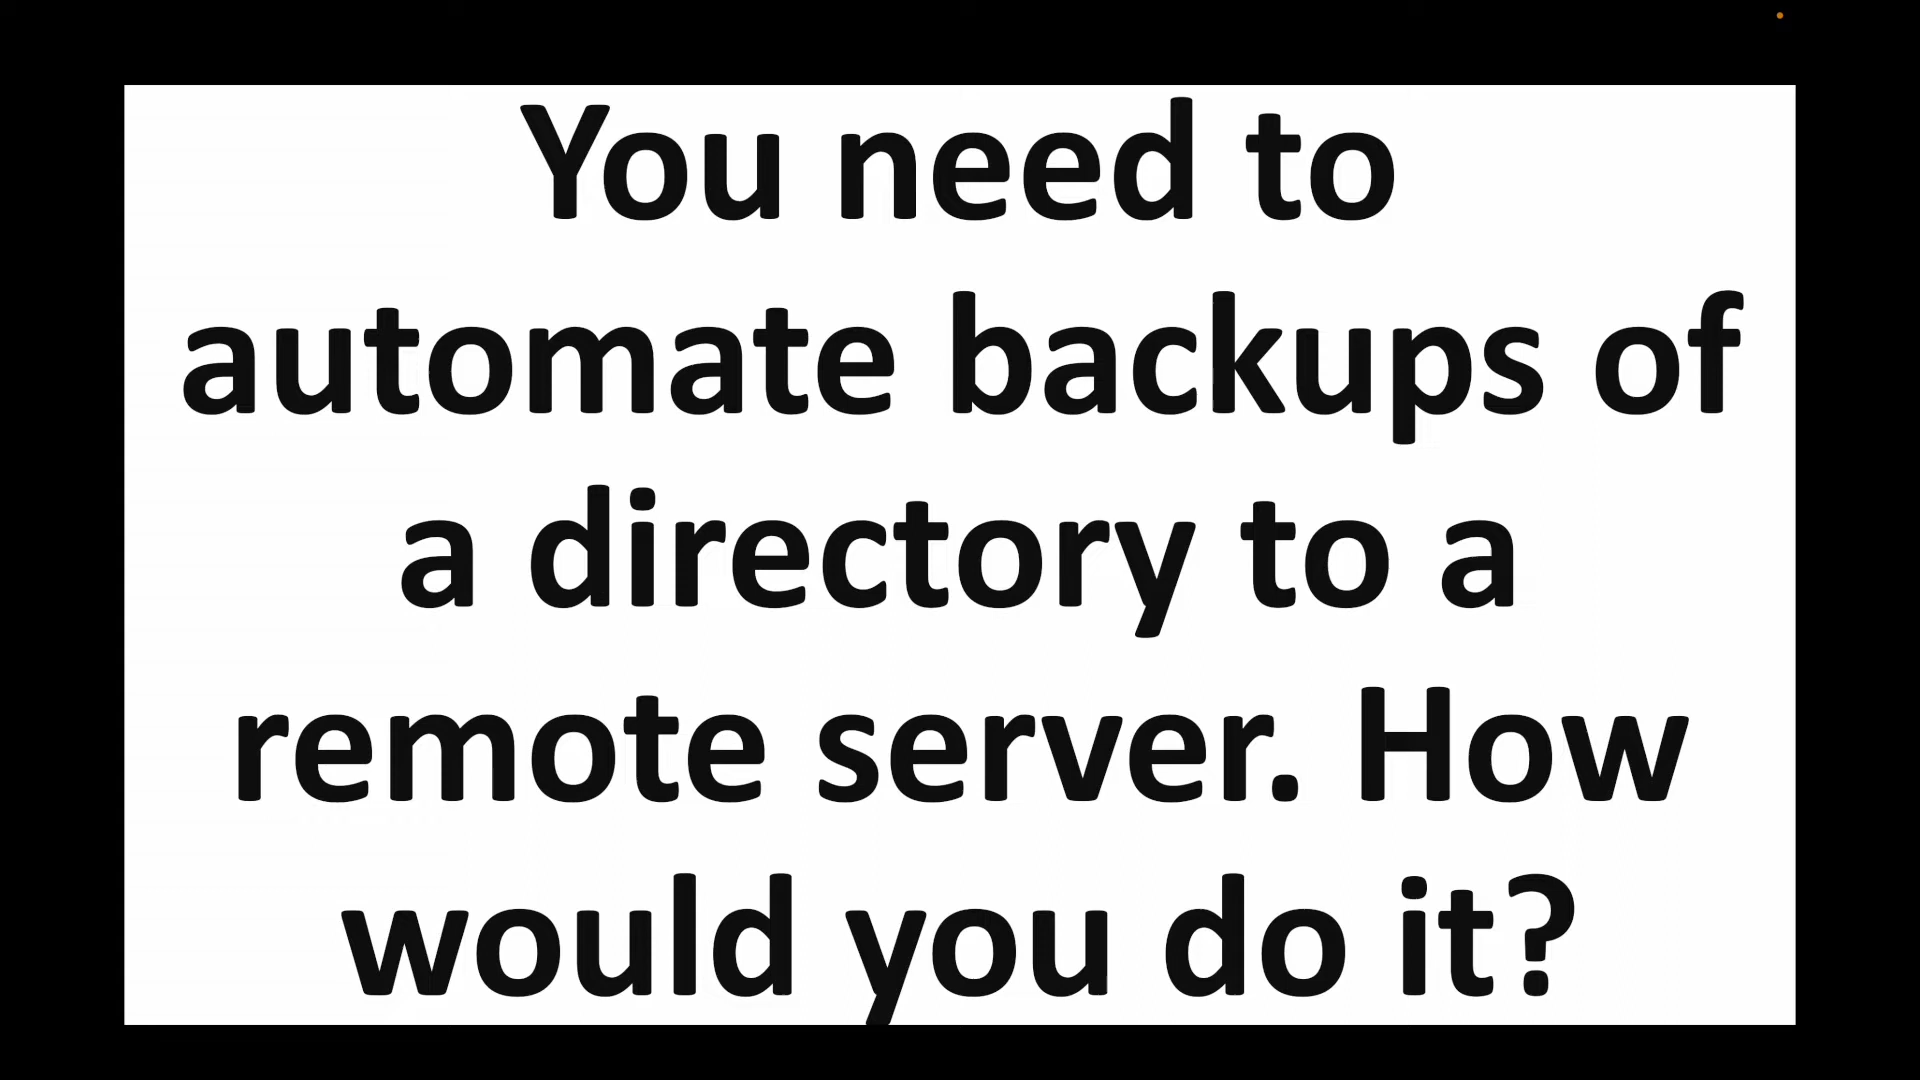 You need to
automate backups of
a directory to a
remote server. How
would you do it?